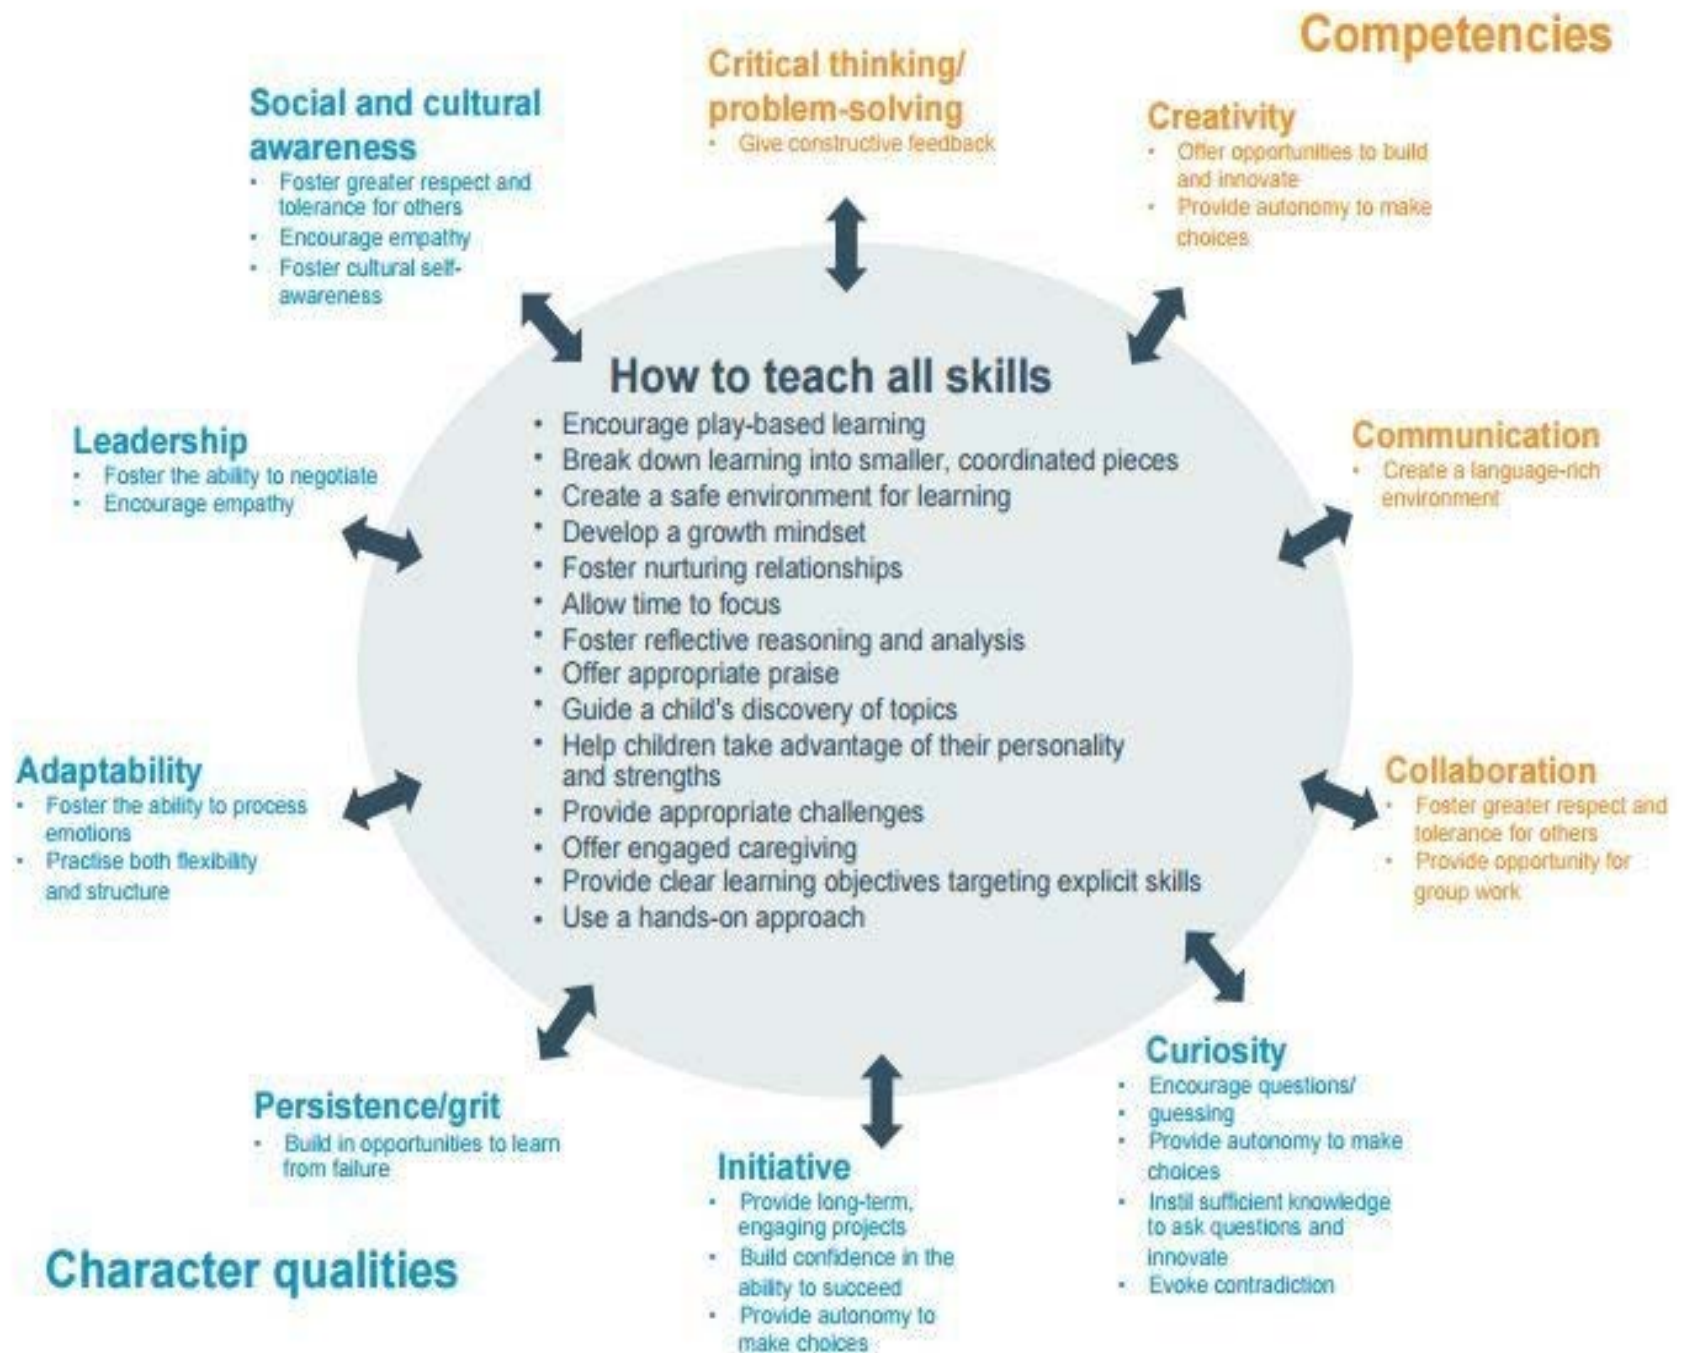 Competencies
Critical thinking/
problem-solving
• Give constructive feedback
Creativity
• Offer opportunities to build
and innovate
• Provide autonomy to make
choices
Social and cultural
awareness
• Foster greater respect and
tolerance for others
• Encourage empathy
• Foster cultural self-
awareness
How to teach all skills
• Encourage play-based learning
• Break down learning into smaller, coordinated pieces
• Create a safe environment for learning
• Develop a growth mindset
• Foster nurturing relationships
• Allow time to focus
• Foster reflective reasoning and analysis
• Offer appropriate praise
• Guide a child's discovery of topics
• Help children take advantage of their personality
and strengths
• Provide appropriate challenges
• Offer engaged caregiving
• Provide clear learning objectives targeting explicit skills
• Use a hands-on approach
Leadership
• Foster the ability to negotiate
• Encourage empathy
Communication
• Create a language-rich
environment
Adaptability
• Foster the ability to process
emotions
• Practise both flexibility
and structure
Collaboration
• Foster greater respect and
tolerance for others
• Provide opportunity for
group work
Persistence/grit
• Build in opportunities to learn
from failure
Initiative
• Provide long-term,
engaging projects
• Build confidence in the
ability to succeed
• Provide autonomy to
make choices
Curiosity
• Encourage questions/
• guessing
• Provide autonomy to make
choices
• Instil sufficient knowledge
to ask questions and
innovate
• Evoke contradiction
Character qualities